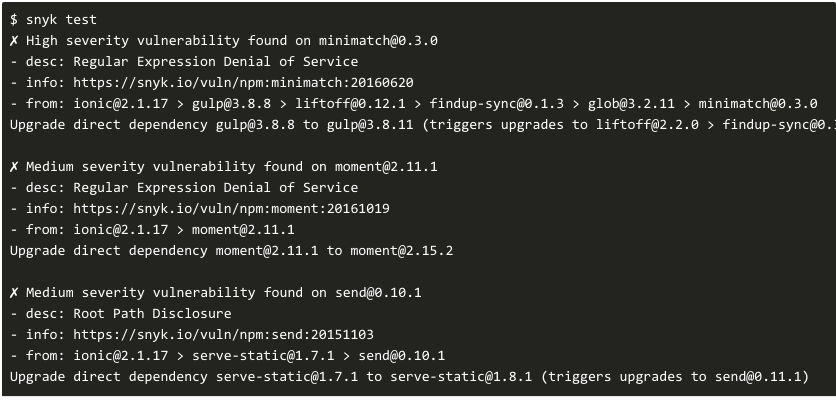 $ snyk test
✗ High severity vulnerability found on minimatch@0.3.0
- desc: Regular Expression Denial of Service
- info: https://snyk.io/vuln/npm:minimatch:20160620
- from: ionic@2.1.17 > gulp@3.8.8 > liftoff@0.12.1 > findup-sync@0.1.3 > glob@3.2.11 > minimatch@0.3.0
Upgrade direct dependency gulp@3.8.8 to gulp@3.8.11 (triggers upgrades to liftoff@2.2.0 > findup-sync@0.
✗ Medium severity vulnerability found on moment@2.11.1
- desc: Regular Expression Denial of Service
- info: https://snyk.io/vuln/npm:moment:20161019
- from: ionic@2.1.17 > moment@2.11.1
Upgrade direct dependency moment@2.11.1 to moment@2.15.2
✗ Medium severity vulnerability found on send@0.10.1
- desc: Root Path Disclosure
- info: https://snyk.io/vuln/npm:send:20151103
- from: ionic@2.1.17 > serve-static@1.7.1 > send@0.10.1
Upgrade direct dependency serve-static@1.7.1 to serve-static@1.8.1 (triggers upgrades to send@0.11.1)